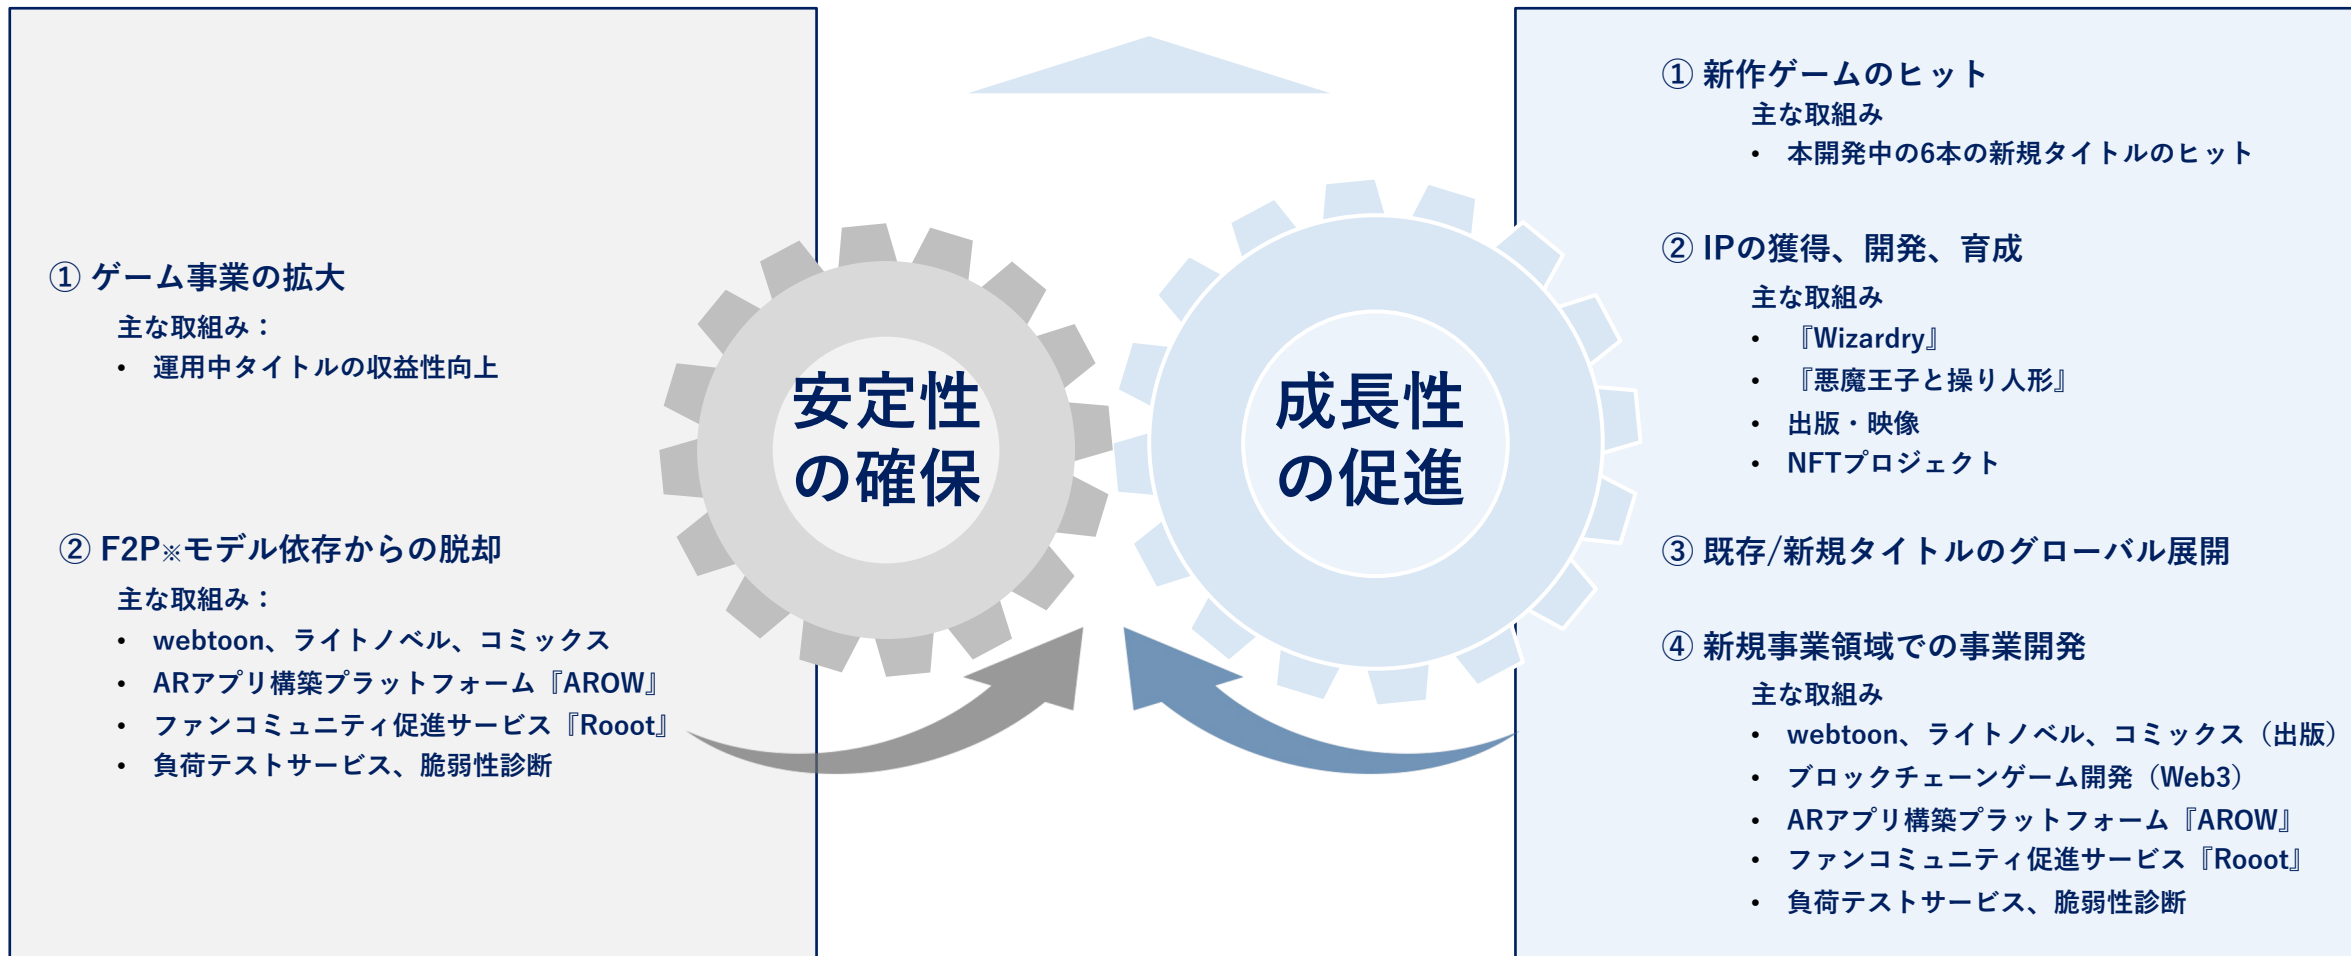 ① ゲーム事業の拡大
主な取組み：
• 運用中タイトルの収益性向上
② F2P※モデル依存からの脱却
主な取組み：
• webtoon、ライトノベル、コミックス
• ARアプリ構築プラットフォーム『AROW』
• ファンコミュニティ促進サービス『Rooot』
• 負荷テストサービス、脆弱性診断
安定性
の確保
成長性
の促進
① 新作ゲームのヒット
主な取組み
• 本開発中の6本の新規タイトルのヒット
② IPの獲得、開発、育成
主な取組み
• 『Wizardry』
• 『悪魔王子と操り人形』
• 出版・映像
• NFTプロジェクト
③ 既存/新規タイトルのグローバル展開
④ 新規事業領域での事業開発
主な取組み
• webtoon、ライトノベル、コミックス（出版）
• ブロックチェーンゲーム開発（Web3）
• ARアプリ構築プラットフォーム『AROW』
• ファンコミュニティ促進サービス『Rooot』
• 負荷テストサービス、脆弱性診断